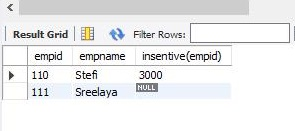 Result Grid Filter Rows:
empid empname insentive(empid)
110 Stefi 3000
111 Sreelaya NULL